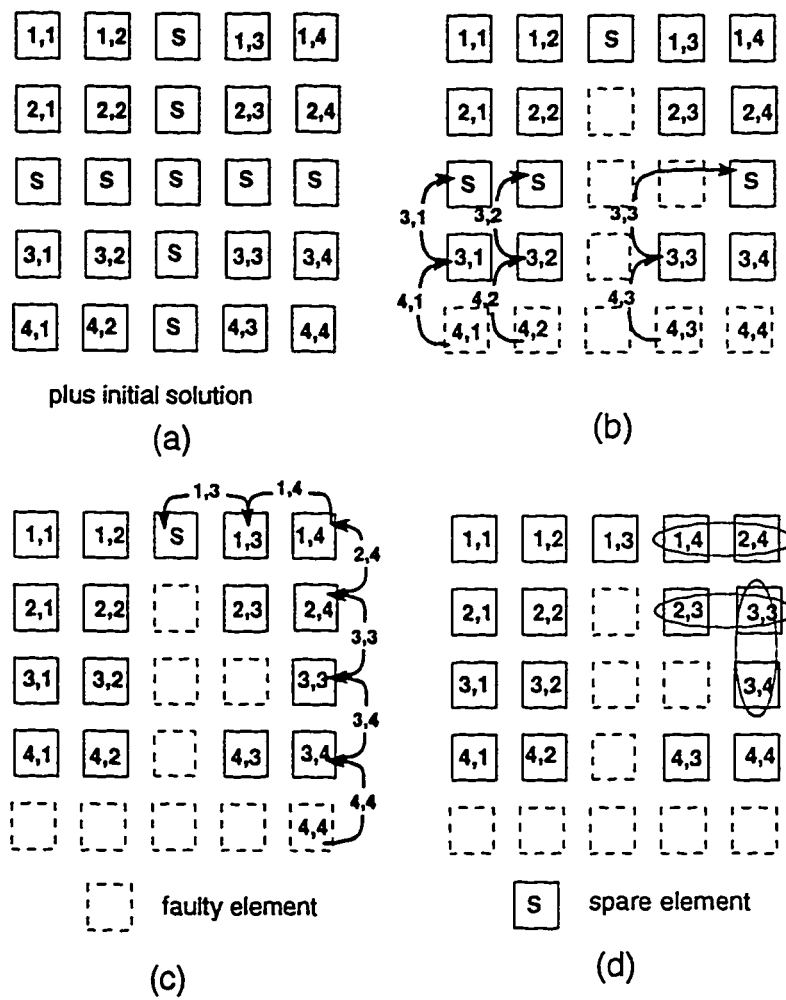 1,1 1,2 S 1,3 1,4
2,1 2,2 S 2,3 2,4
S S S S S
3,1 3,2 S 3,3 3,4
4,1 4,2 S 4,3 4,4
plus initial solution
(a)
1,1 1,2 S 1,3 1,4
2,1 2,2 2,3 2,4
S S S
3,1 3,2 3,3
3,1 3,2 3,3 3,4
4,1 4,2 4,3
4,1 4,2 4,3 4,4
(b)
1,3 1,4
1,1 1,2 S 1,3 1,4
2,4
2,1 2,2 2,3 2,4
3,3
3,1 3,2 3,3
3,4
4,1 4,2 4,3 3,4
4,4
4,4
faulty element
(c)
1,1 1,2 1,3 1,4 2,4
2,1 2,2 2,3 3,3
3,1 3,2 3,4
4,1 4,2 4,3 4,4
S spare element
(d)